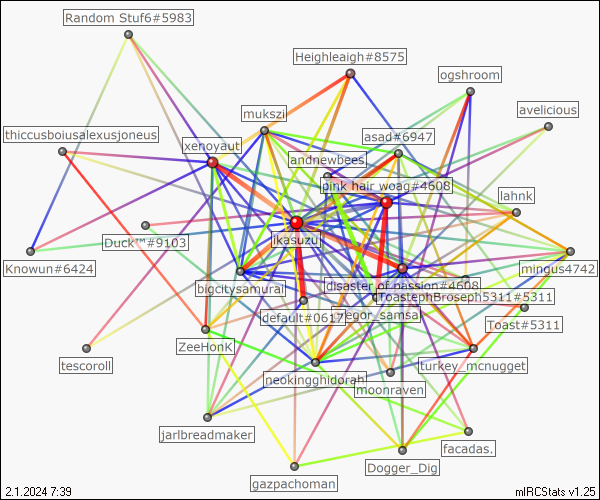 Random Stuf6#5983
Heighleaigh#8575
ogshroom
avelicious
mukszi
thiccusboiusalexusjoneus
xenoyaut
asad#6947
andnewbees
pink hair woag#4608
lahnk
ikasuzu
Duck™#9103
Knowun#6424
mingus4742
bigcitysamurai
disaster of passion#4608
ToastephBroseph5311#5311
default#0617
egor_samsa
Toast#5311
ZeeHonk
tescoroll
turkey_mcnugget
neokingghidorah
moonraven
jarlbreadmaker
facadas.
Dogger_Dig
gazpachoman
2.1.2024 7:39
mIRCStats v1.25